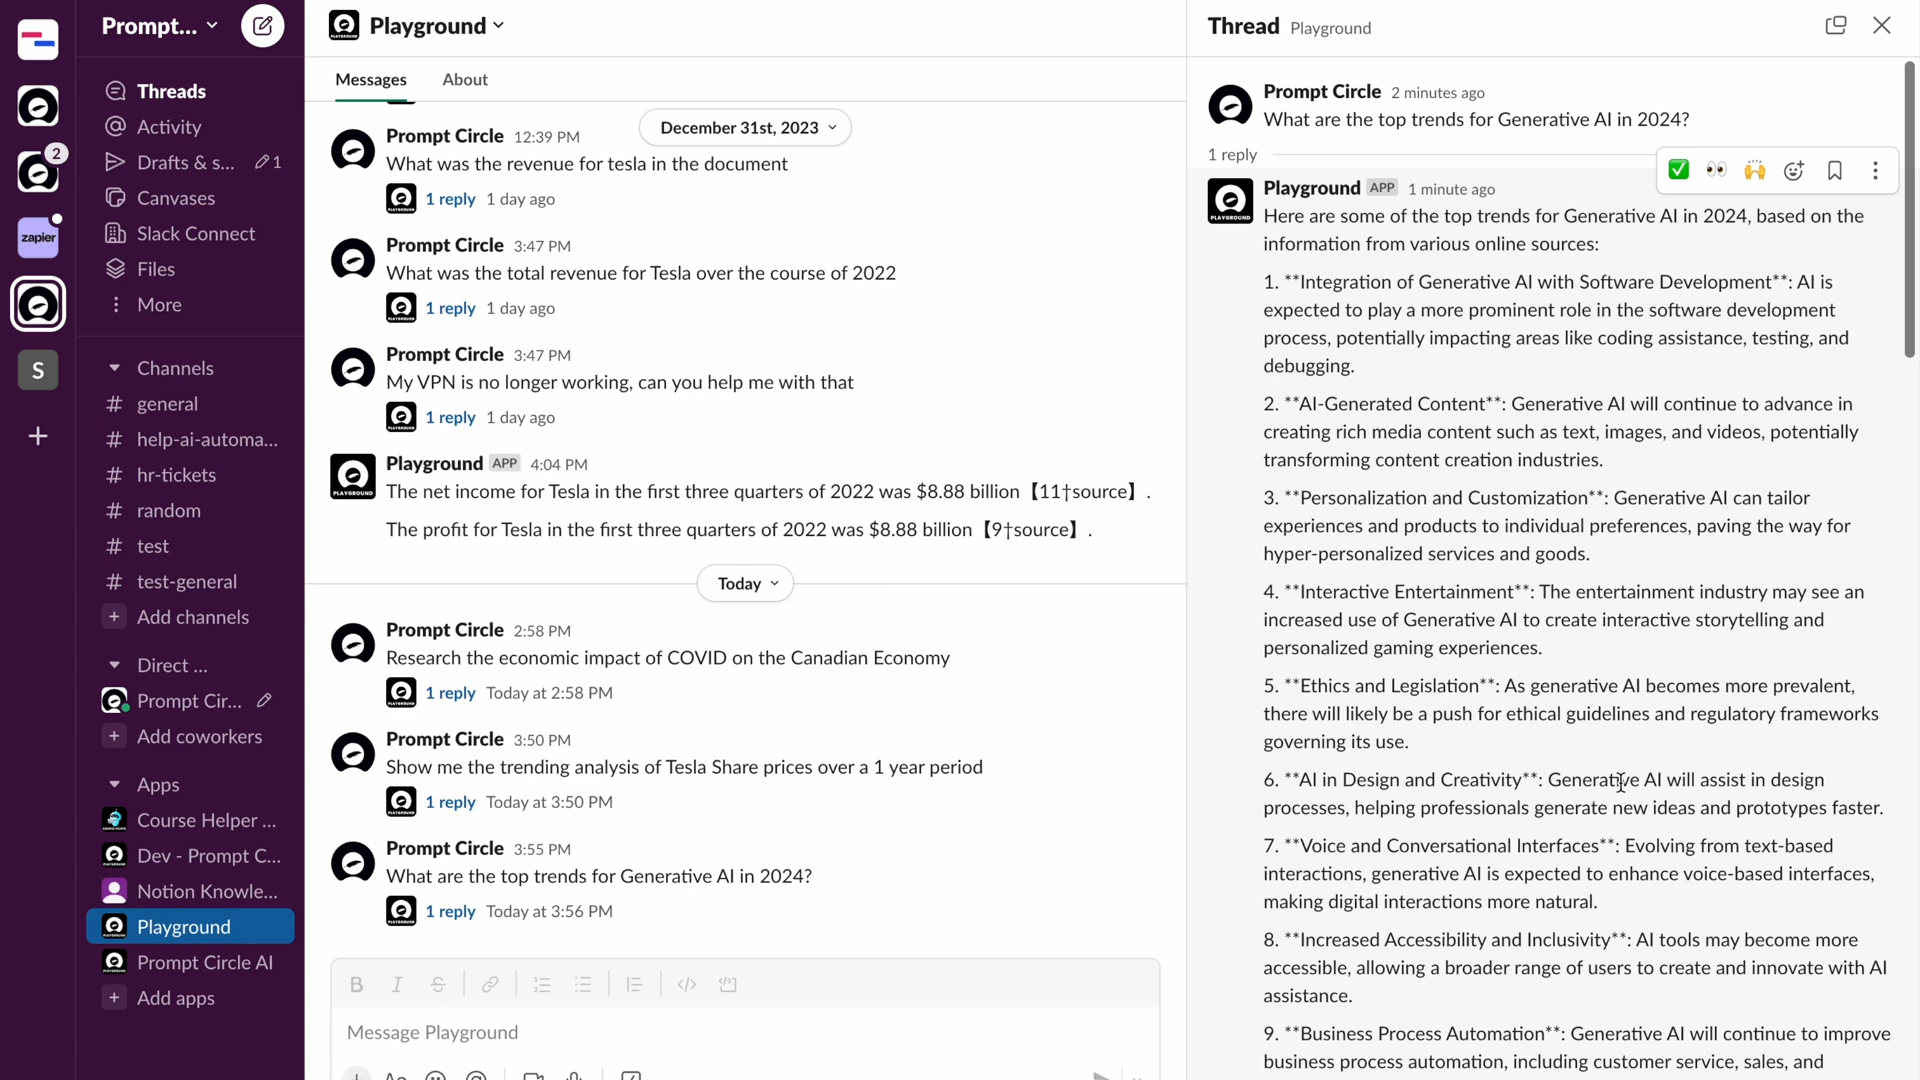 Prompt...
2
zapier
S
Threads
Activity
Drafts & s... 1
Canvases
Slack Connect
Files
More
Channels
# general
# help-ai-automa...
# hr-tickets
# random
# test
# test-general
+ Add channels
Direct ...
Prompt Cir...
+ Add coworkers
Apps
Course Helper ...
Dev - Prompt C...
Notion Knowle...
Playground
Prompt Circle AI
+ Add apps
Playground
Messages About
December 31st, 2023
Prompt Circle 12:39 PM
What was the revenue for tesla in the document
1 reply 1 day ago
Prompt Circle 3:47 PM
What was the total revenue for Tesla over the course of 2022
1 reply 1 day ago
Prompt Circle 3:47 PM
My VPN is no longer working, can you help me with that
1 reply 1 day ago
PLAYGROUND
Playground APP 4:04 PM
The net income for Tesla in the first three quarters of 2022 was $8.88 billion【11†source】.
The profit for Tesla in the first three quarters of 2022 was $8.88 billion【9†source】.
Today
Prompt Circle 2:58 PM
Research the economic impact of COVID on the Canadian Economy
1 reply Today at 2:58 PM
Prompt Circle 3:50 PM
Show me the trending analysis of Tesla Share prices over a 1 year period
1 reply Today at 3:50 PM
Prompt Circle 3:55 PM
What are the top trends for Generative AI in 2024?
1 reply Today at 3:56 PM
B I S
Message Playground
Aa
Thread Playground
Prompt Circle 2 minutes ago
What are the top trends for Generative AI in 2024?
1 reply
PLAYGROUND
Playground APP 1 minute ago
Here are some of the top trends for Generative AI in 2024, based on the
information from various online sources:
1. **Integration of Generative AI with Software Development**: AI is
expected to play a more prominent role in the software development
process, potentially impacting areas like coding assistance, testing, and
debugging.
2. **AI-Generated Content**: Generative AI will continue to advance in
creating rich media content such as text, images, and videos, potentially
transforming content creation industries.
3. **Personalization and Customization**: Generative AI can tailor
experiences and products to individual preferences, paving the way for
hyper-personalized services and goods.
4. **Interactive Entertainment**: The entertainment industry may see an
increased use of Generative AI to create interactive storytelling and
personalized gaming experiences.
5. **Ethics and Legislation**: As generative AI becomes more prevalent,
there will likely be a push for ethical guidelines and regulatory frameworks
governing its use.
6. **AI in Design and Creativity**: Generative AI will assist in design
processes, helping professionals generate new ideas and prototypes faster.
7. **Voice and Conversational Interfaces**: Evolving from text-based
interactions, generative AI is expected to enhance voice-based interfaces,
making digital interactions more natural.
8. **Increased Accessibility and Inclusivity**: AI tools may become more
accessible, allowing a broader range of users to create and innovate with AI
assistance.
9. **Business Process Automation**: Generative AI will continue to improve
business process automation, including customer service, sales, and